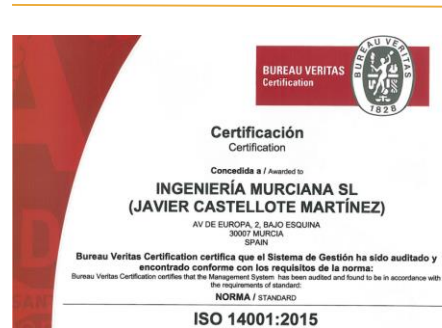 BUREAU VERITAS
Certification
BUREAU VERITAS
1828
Certificación
Certification
Concedida a / Awarded to
INGENIERÍA MURCIANA SL
(JAVIER CASTELLOTE MARTÍNEZ)
AV DE EUROPA, 2, BAJO ESQUINA
30007 MURCIA
SPAIN
Bureau Veritas Certification certifica que el Sistema de Gestión ha sido auditado y
encontrado conforme con los requisitos de la norma:
Bureau Veritas Certification certifies that the Management System has been audited and found to be in accordance with
the requirements of standard:
NORMA / STANDARD
ISO 14001:2015